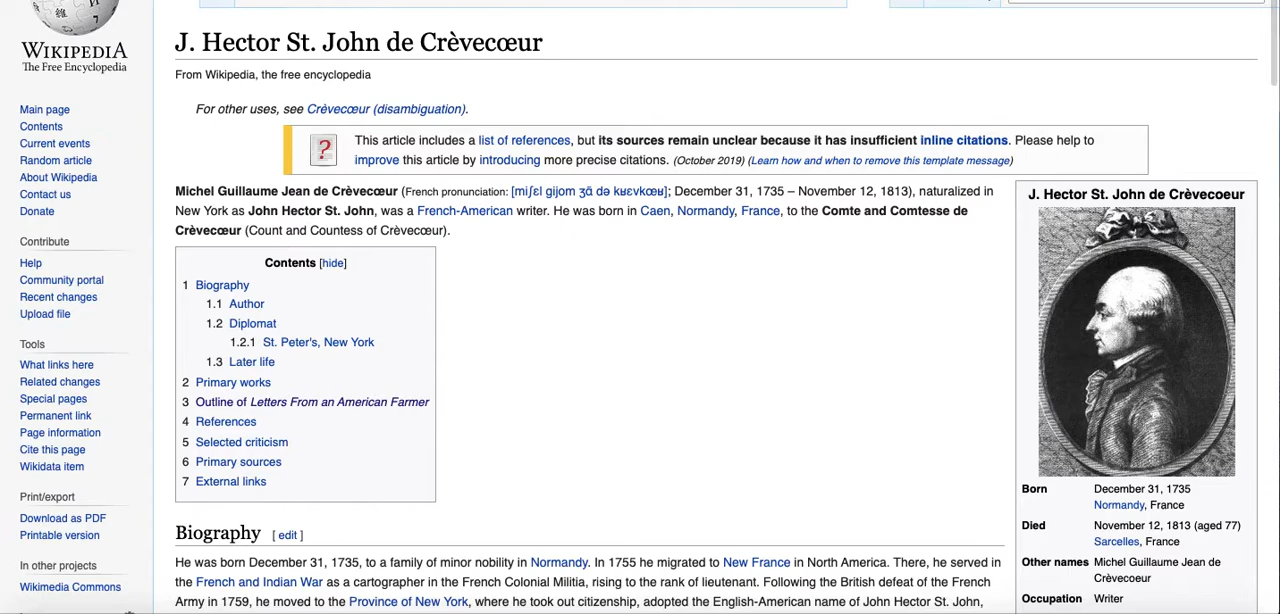 WIKIPEDIA
The Free Encyclopedia
Main page
Contents
Current events
Random article
About Wikipedia
Contact us
Donate
Contribute
Help
Community portal
Recent changes
Upload file
Tools
What links here
Related changes
Special pages
Permanent link
Page information
Cite this page
Wikidata item
Print/export
Download as PDF
Printable version
In other projects
Wikimedia Commons
J. Hector St. John de Crèvecœur
From Wikipedia, the free encyclopedia
For other uses, see Crèvecœur (disambiguation).
This article includes a list of references, but its sources remain unclear because it has insufficient inline citations. Please help to
improve this article by introducing more precise citations. (October 2019) (Learn how and when to remove this template message)
Michel Guillaume Jean de Crèvecœur (French pronunciation: [miʃɛl ɡijom ʒɑ̃ də kʁɛvkœʁ]; December 31, 1735 – November 12, 1813), naturalized in
New York as John Hector St. John, was a French-American writer. He was born in Caen, Normandy, France, to the Comte and Comtesse de
Crèvecœur (Count and Countess of Crèvecœur).
Contents [hide]
1 Biography
1.1 Author
1.2 Diplomat
1.2.1 St. Peter's, New York
1.3 Later life
2 Primary works
3 Outline of Letters From an American Farmer
4 References
5 Selected criticism
6 Primary sources
7 External links
Biography [ edit ]
He was born December 31, 1735, to a family of minor nobility in Normandy. In 1755 he migrated to New France in North America. There, he served in
the French and Indian War as a cartographer in the French Colonial Militia, rising to the rank of lieutenant. Following the British defeat of the French
Army in 1759, he moved to the Province of New York, where he took out citizenship, adopted the English-American name of John Hector St. John,
J. Hector St. John de Crèvecoeur
Born December 31, 1735
Normandy, France
Died November 12, 1813 (aged 77)
Sarcelles, France
Other names Michel Guillaume Jean de
Crèvecoeur
Occupation Writer